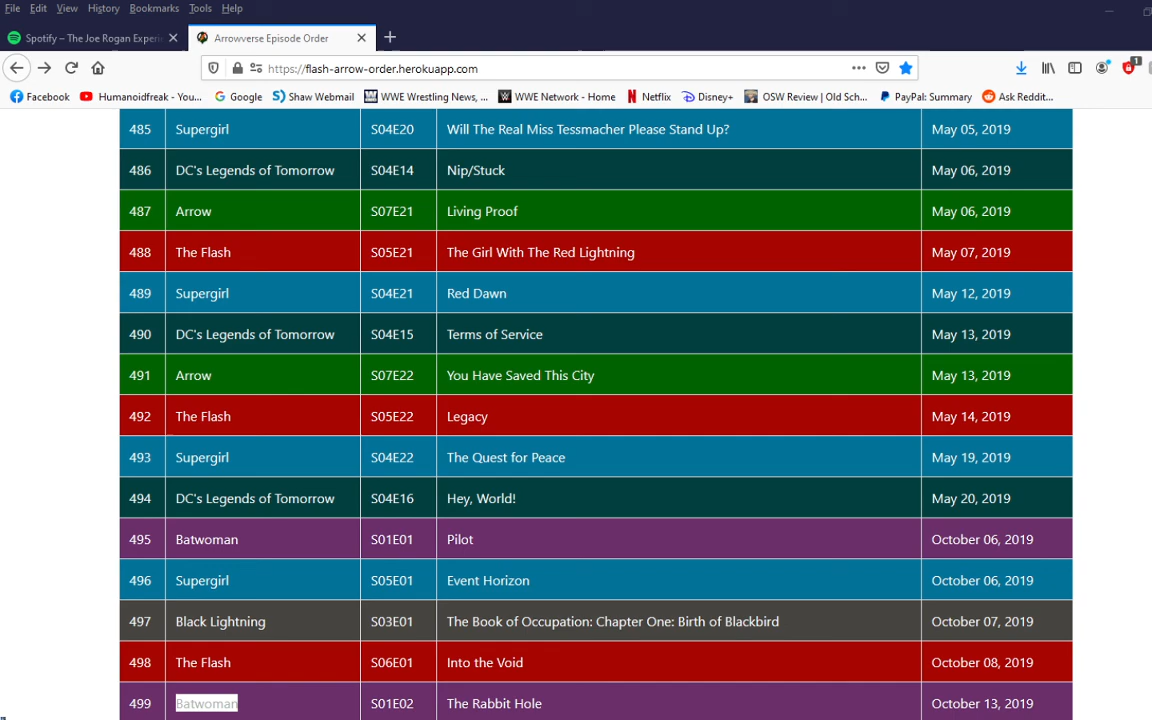 File Edit View History Bookmarks Tools Help
Spotify – The Joe Rogan Experi
Arrowverse Episode Order
https://flash-arrow-order.herokuapp.com
1
Facebook Humanoidfreak - You... Google Shaw Webmail WWE Wrestling News, ... WWE Network - Home Netflix Disney+ OSW Review | Old Sch... PayPal: Summary Ask Reddit...
485 Supergirl S04E20 Will The Real Miss Tessmacher Please Stand Up? May 05, 2019
486 DC's Legends of Tomorrow S04E14 Nip/Stuck May 06, 2019
487 Arrow S07E21 Living Proof May 06, 2019
488 The Flash S05E21 The Girl With The Red Lightning May 07, 2019
489 Supergirl S04E21 Red Dawn May 12, 2019
490 DC's Legends of Tomorrow S04E15 Terms of Service May 13, 2019
491 Arrow S07E22 You Have Saved This City May 13, 2019
492 The Flash S05E22 Legacy May 14, 2019
493 Supergirl S04E22 The Quest for Peace May 19, 2019
494 DC's Legends of Tomorrow S04E16 Hey, World! May 20, 2019
495 Batwoman S01E01 Pilot October 06, 2019
496 Supergirl S05E01 Event Horizon October 06, 2019
497 Black Lightning S03E01 The Book of Occupation: Chapter One: Birth of Blackbird October 07, 2019
498 The Flash S06E01 Into the Void October 08, 2019
499 Batwoman S01E02 The Rabbit Hole October 13, 2019